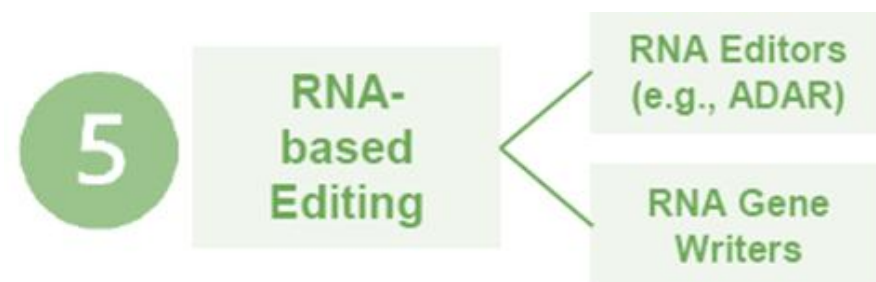 5
RNA-
based
Editing
RNA Editors
(e.g., ADAR)
RNA Gene
Writers